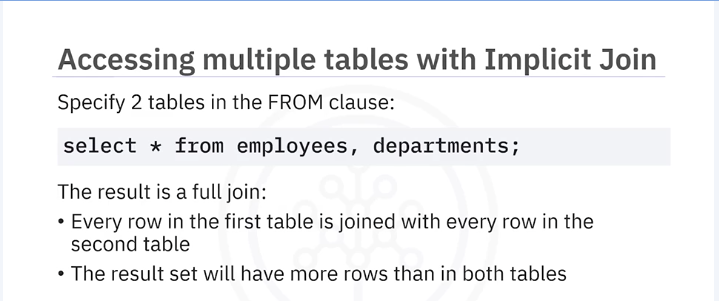 Accessing multiple tables with Implicit Join
Specify 2 tables in the FROM clause:
select * from employees, departments;
The result is a full join:
• Every row in the first table is joined with every row in the
second table
• The result set will have more rows than in both tables